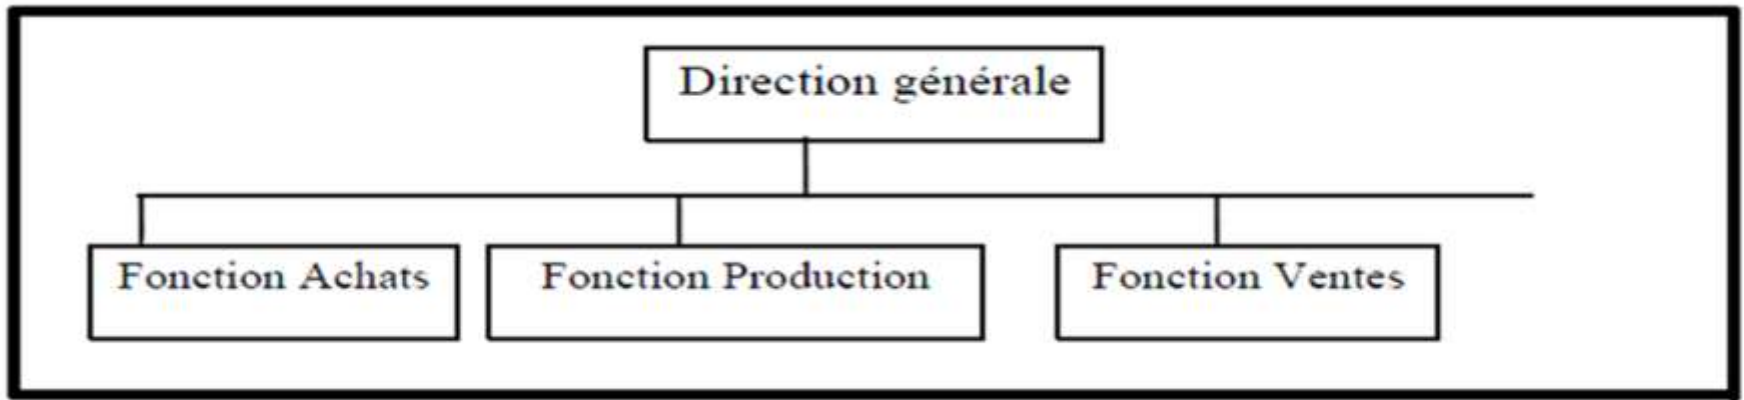 Direction générale
Fonction Achats
Fonction Production
Fonction Ventes